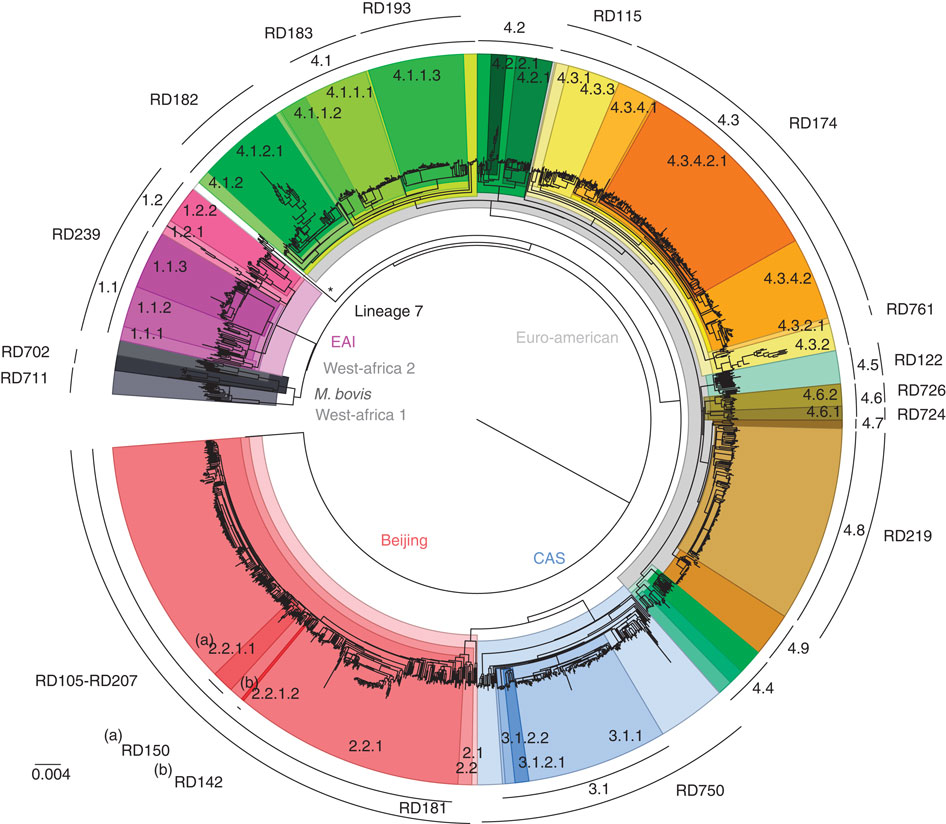 RD193
RD183
4.2
RD115
4.1
4.2.2.1
4.2.1
4.1.1.3
4.3.1
4.3.3
4.1.1.1
RD182
4.1.1.2
4.3.4.1
4.3
RD174
4.1.2.1
4.3.4.2.1
4.1.2
1.2
1.2.2
1.2.1
RD239
1.1.3
4.3.4.2
1.1
*
1.1.2
Lineage 7
RD761
4.3.2.1
1.1.1
EAI
Euro-american
4.3.2
RD702
4.5
RD122
West-africa 2
RD711
M. bovis
4.6.2
4.6
RD726
West-africa 1
4.6.1
RD724
4.7
4.8
RD219
Beijing
CAS
(a)
2.2.1.1
4.9
RD105-RD207
(b)
2.2.1.2
4.4
(a)
RD150
3.1.2.2
3.1.1
2.2.1
2.1
3.1.2.1
0.004
(b)
2.2
RD142
3.1
RD750
RD181